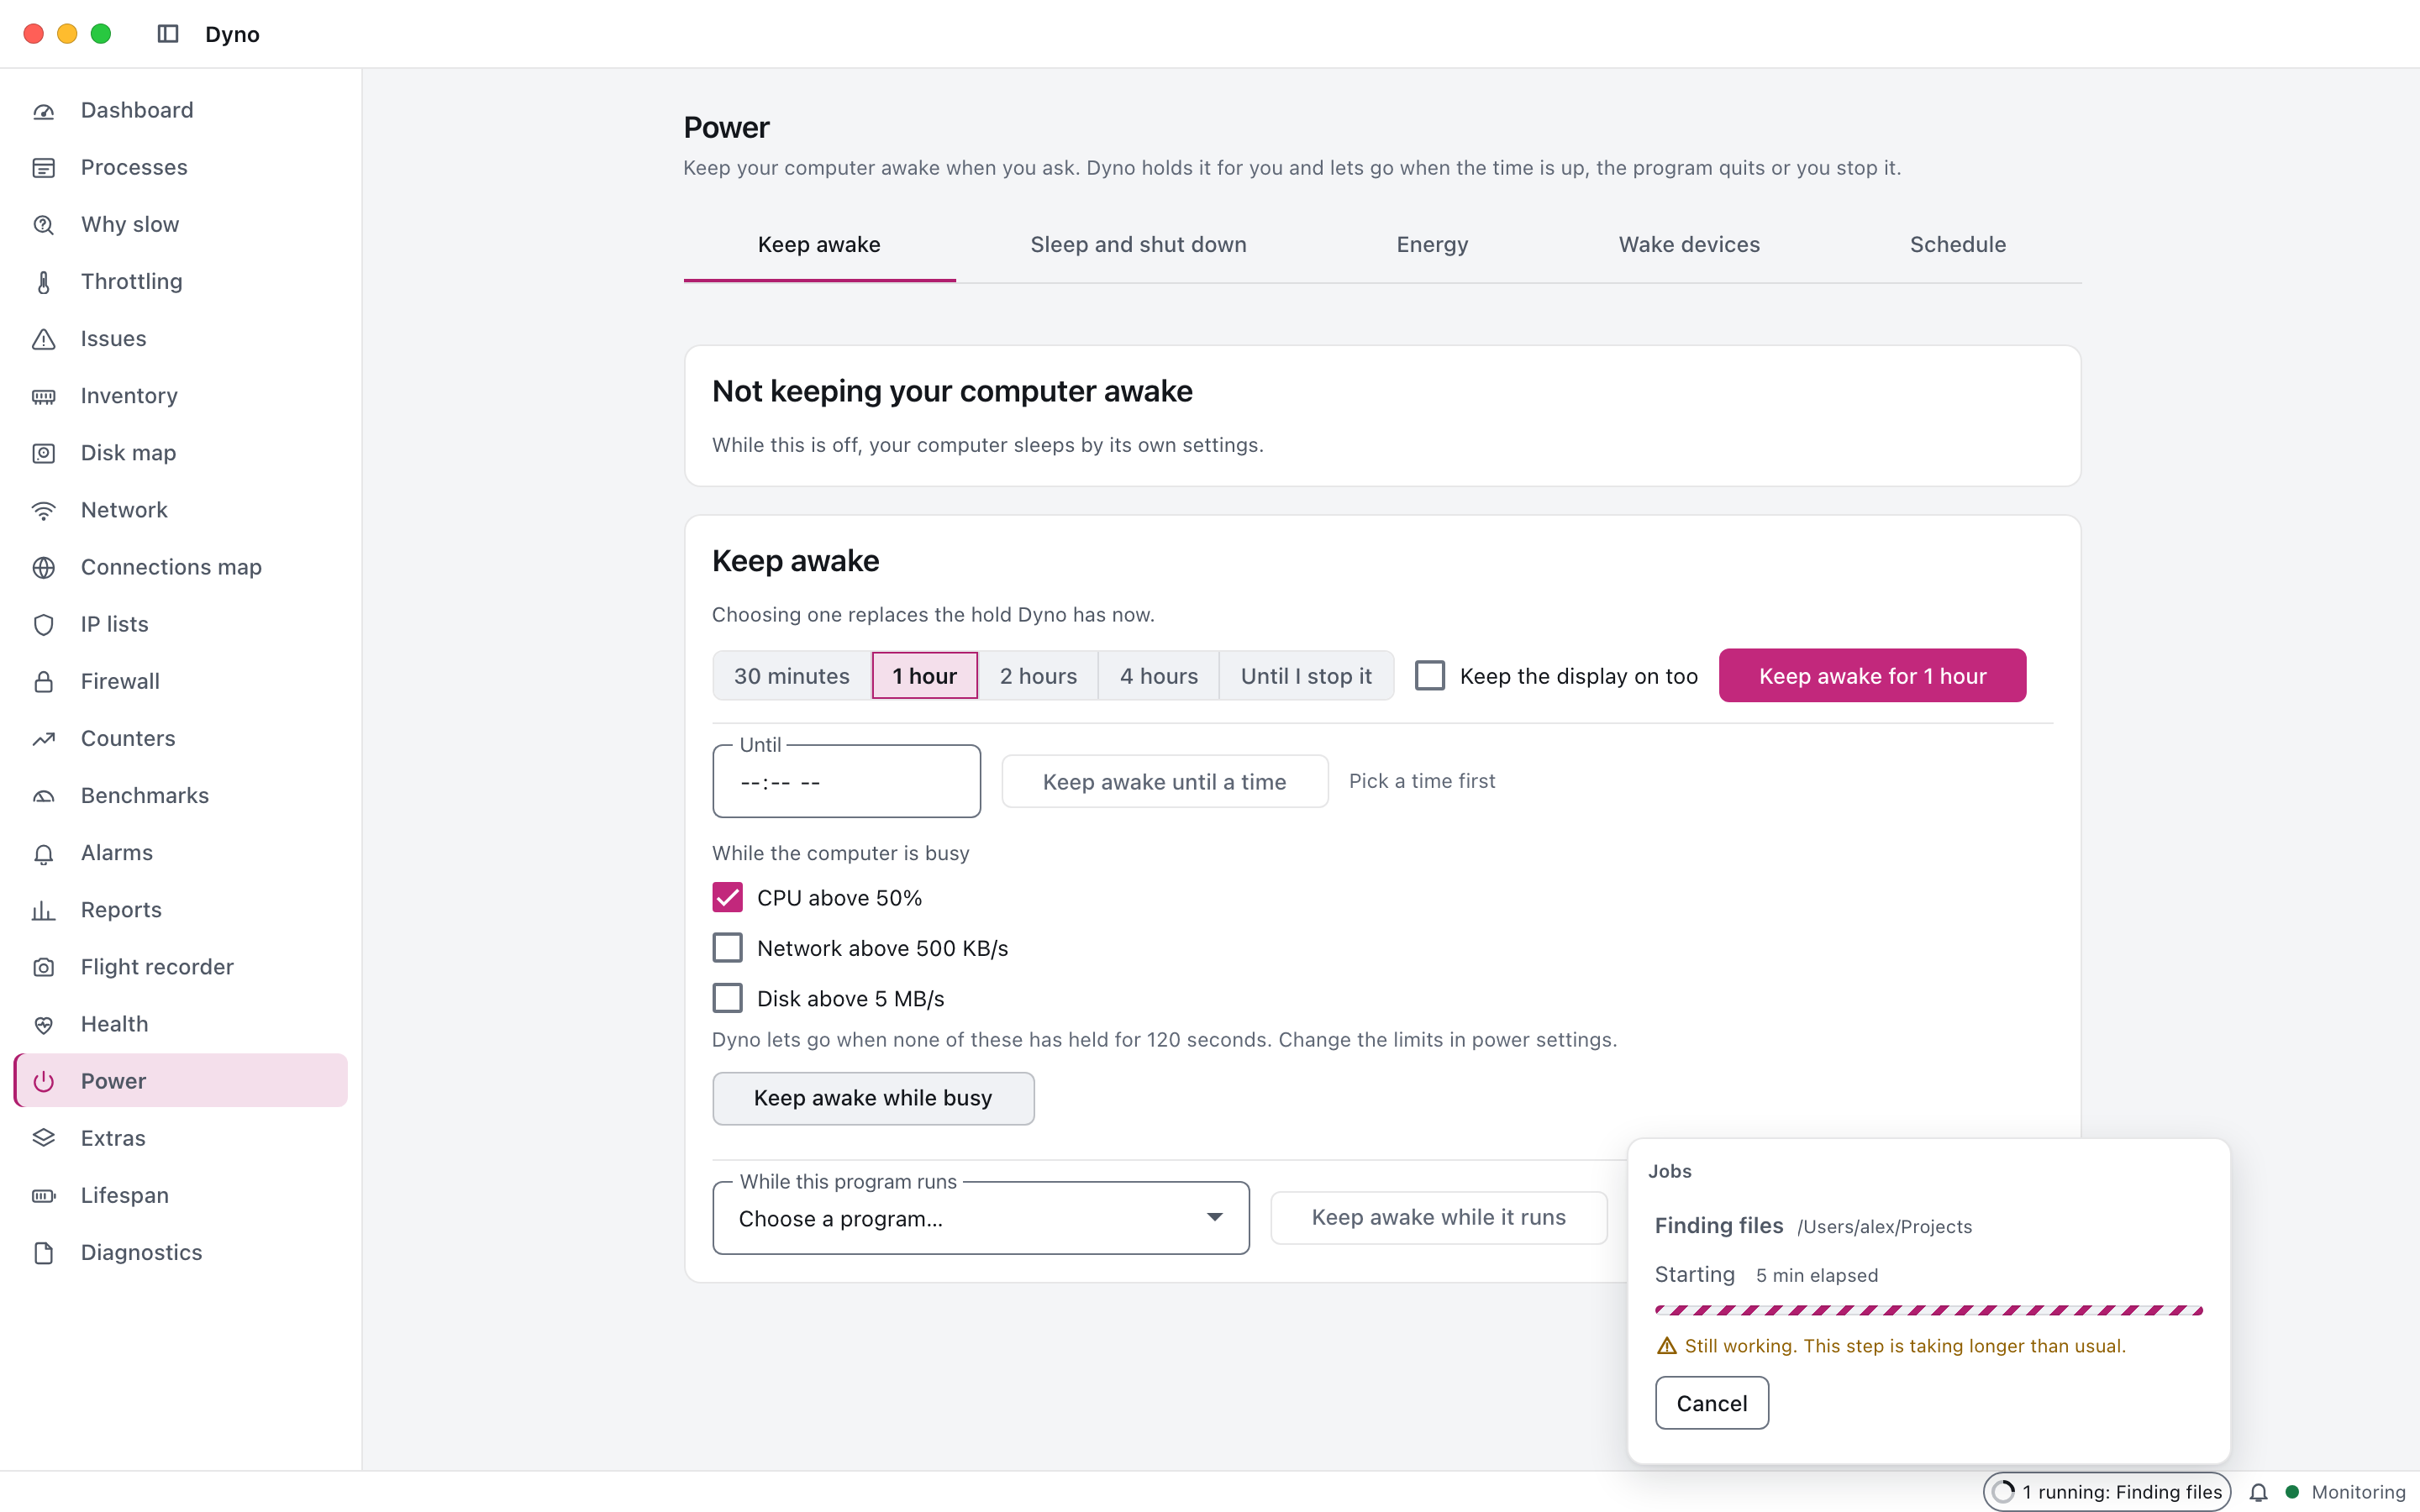 Dyno
Dashboard
Processes
Why slow
Throttling
Issues
Inventory
Disk map
Network
Connections map
IP lists
Firewall
Counters
Benchmarks
Alarms
Reports
Flight recorder
Health
Power
Extras
Lifespan
Diagnostics
Power
Keep your computer awake when you ask. Dyno holds it for you and lets go when the time is up, the program quits or you stop it.
Keep awake Sleep and shut down Energy Wake devices Schedule
Not keeping your computer awake
While this is off, your computer sleeps by its own settings.
Keep awake
Choosing one replaces the hold Dyno has now.
30 minutes 1 hour 2 hours 4 hours Until I stop it Keep the display on too Keep awake for 1 hour
Until
--:-- -- Keep awake until a time Pick a time first
While the computer is busy
CPU above 50%
Network above 500 KB/s
Disk above 5 MB/s
Dyno lets go when none of these has held for 120 seconds. Change the limits in power settings.
Keep awake while busy
While this program runs
Choose a program... Keep awake while it runs
Jobs
Finding files /Users/alex/Projects
Starting 5 min elapsed
Still working. This step is taking longer than usual.
Cancel
1 running: Finding files Monitoring